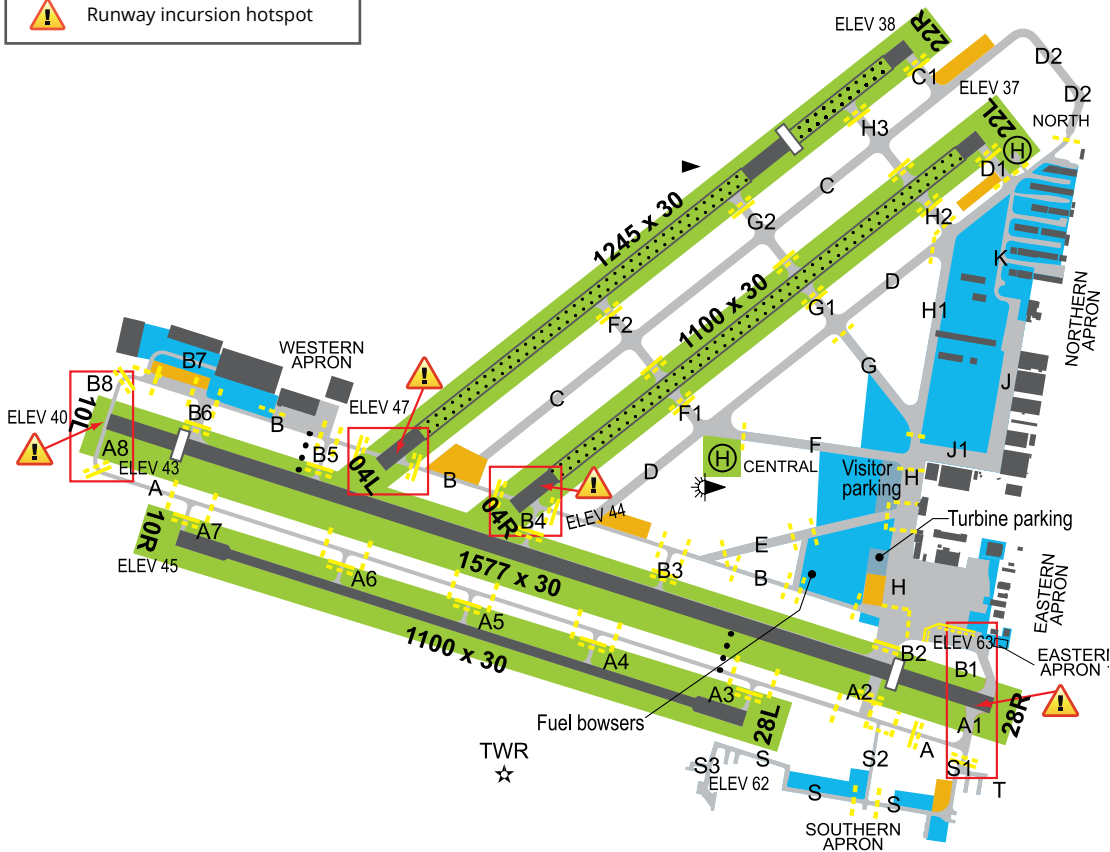 Runway incursion hotspot
ELEV 38
22R
C1
D2
ELEV 37
D2
H3
22L
NORTH
H
D1
C
H2
G2
1245 x 30
K
D
NORTHERN
APRON
1100 x 30
G1
H1
F2
WESTERN
APRON
B7
G
B8
J
C
ELEV 40
10L
B6
ELEV 47
F1
B
A8
B5
F
J1
ELEV 43
04L
H
CENTRAL
Visitor
parking
D
B
H
A
04R
B4
ELEV 44
Turbine parking
A7
10R
E
ELEV 45
1577 x 30
B3
B
A6
H
EASTERN
APRON
A5
1100 x 30
ELEV 63
B2
EASTERN
APRON 1
A4
B1
A3
A2
28L
28R
A1
Fuel bowsers
A
TWR
S
S2
S3
S1
ELEV 62
T
S
S
SOUTHERN
APRON